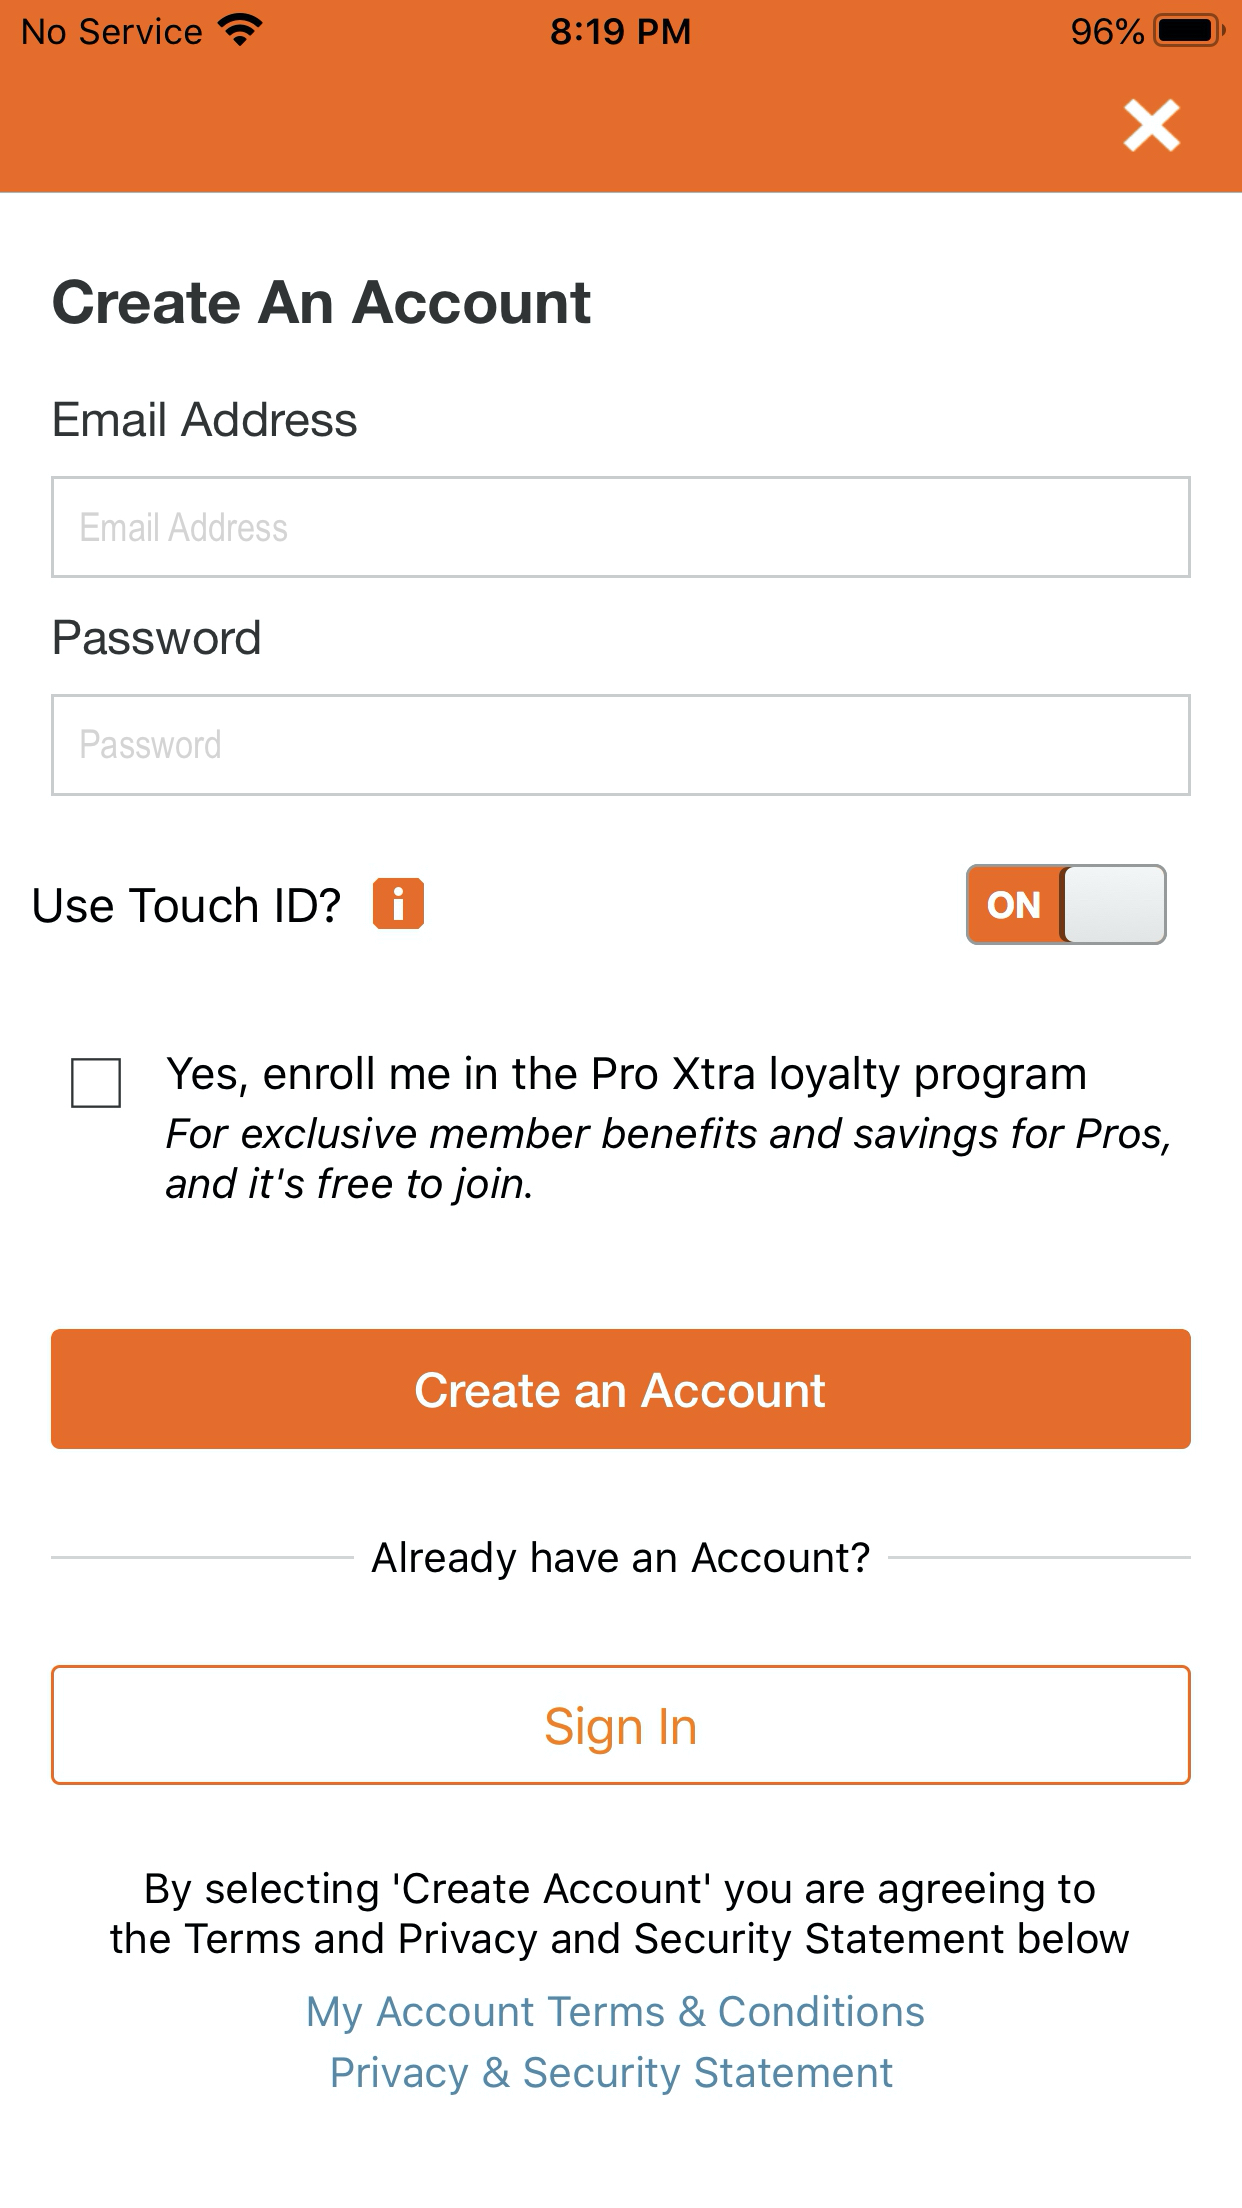 No Service 8:19 PM 96%
Create An Account
Email Address
Email Address
Password
Password
Use Touch ID? i ON
Yes, enroll me in the Pro Xtra loyalty program
For exclusive member benefits and savings for Pros,
and it's free to join.
Create an Account
Already have an Account?
Sign In
By selecting 'Create Account' you are agreeing to
the Terms and Privacy and Security Statement below
My Account Terms & Conditions
Privacy & Security Statement